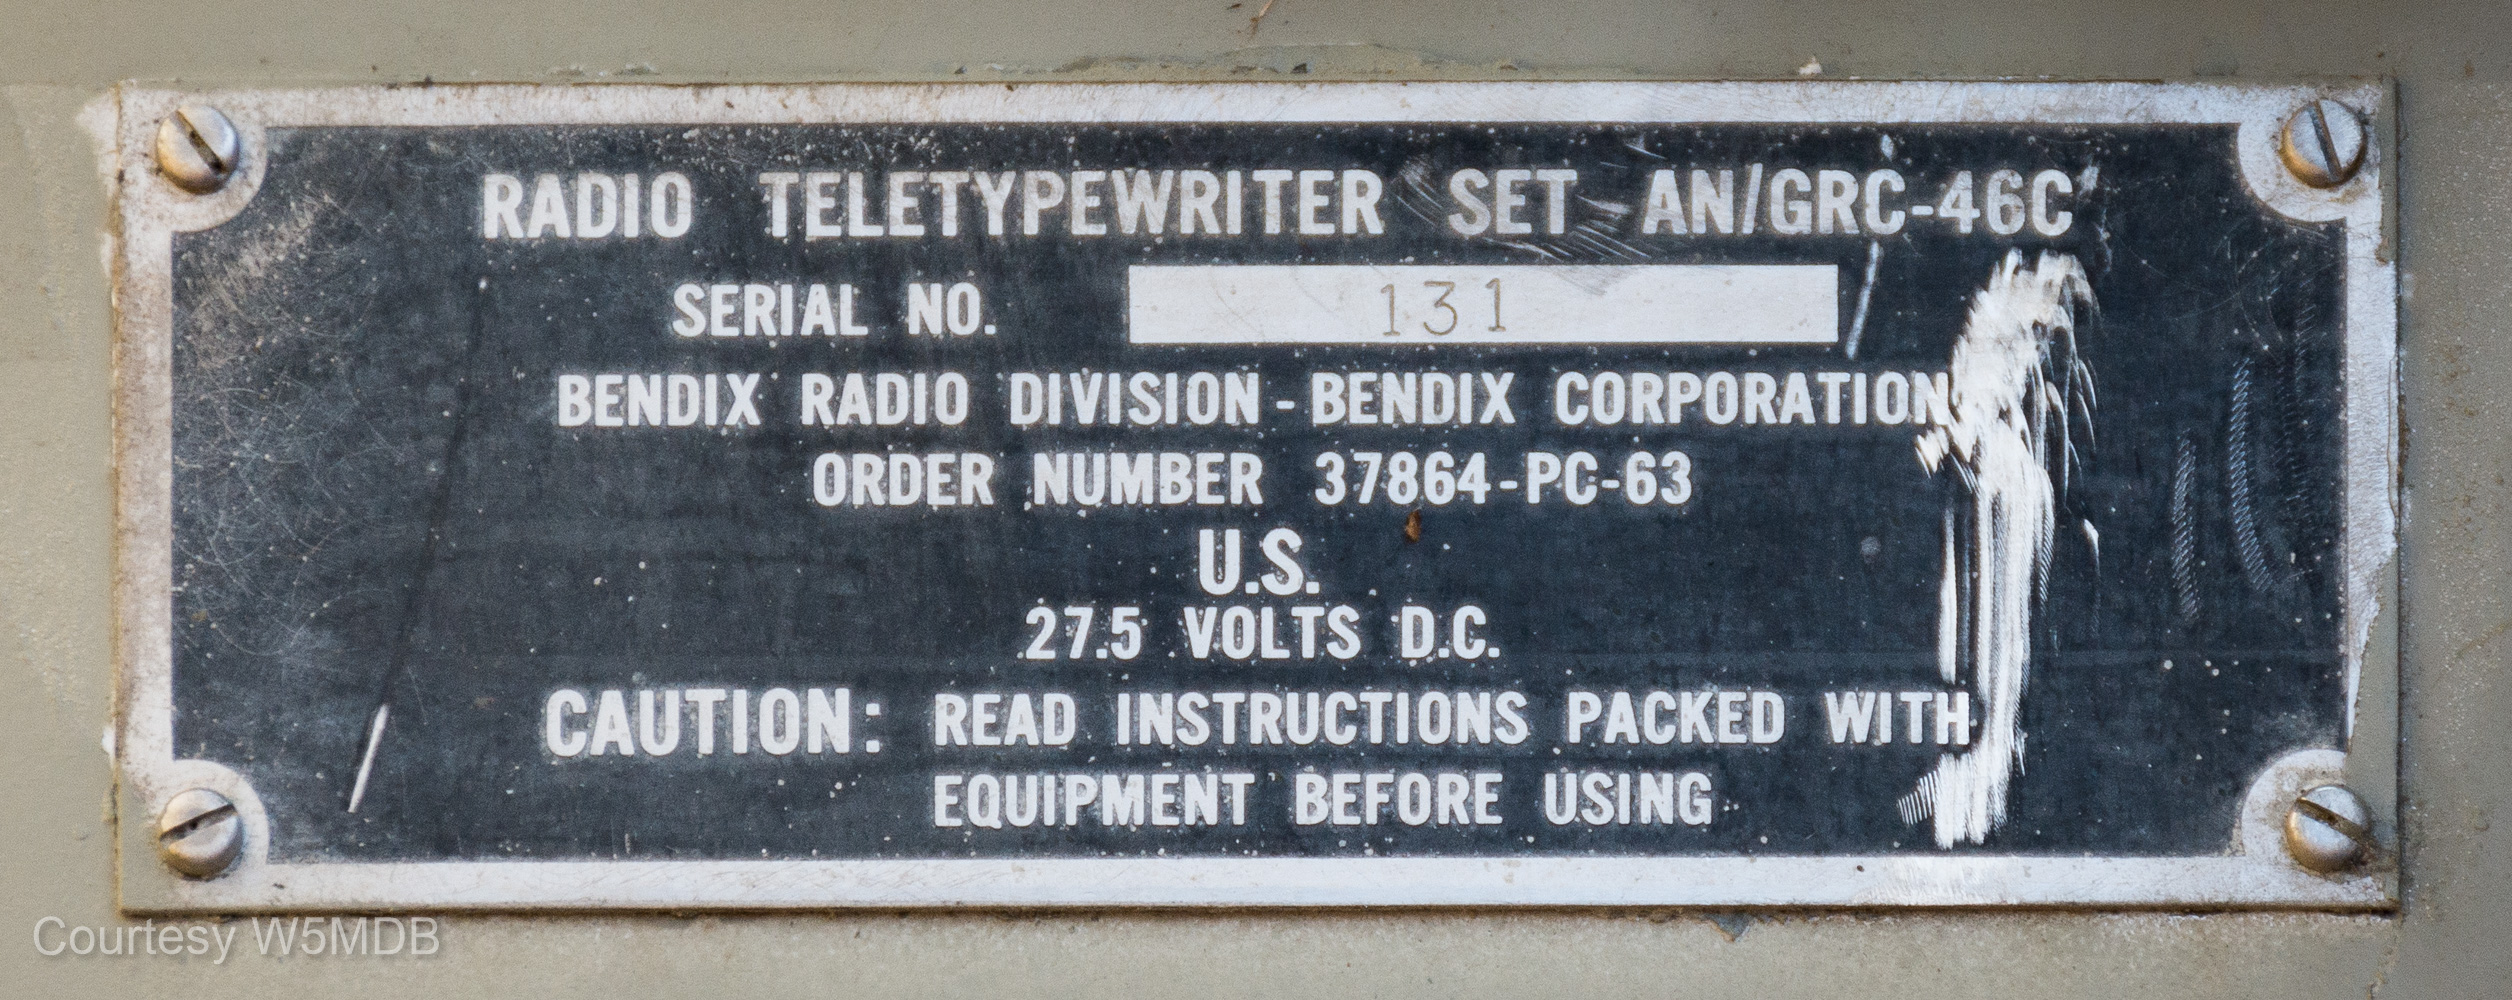 RADIO TELETYPEWRITER SET AN/GRC-46C
SERIAL NO. 131
BENDIX RADIO DIVISION - BENDIX CORPORATION
ORDER NUMBER 37864-PC-63
U.S.
27.5 VOLTS D.C.
CAUTION: READ INSTRUCTIONS PACKED WITH
EQUIPMENT BEFORE USING
Courtesy W5MDB